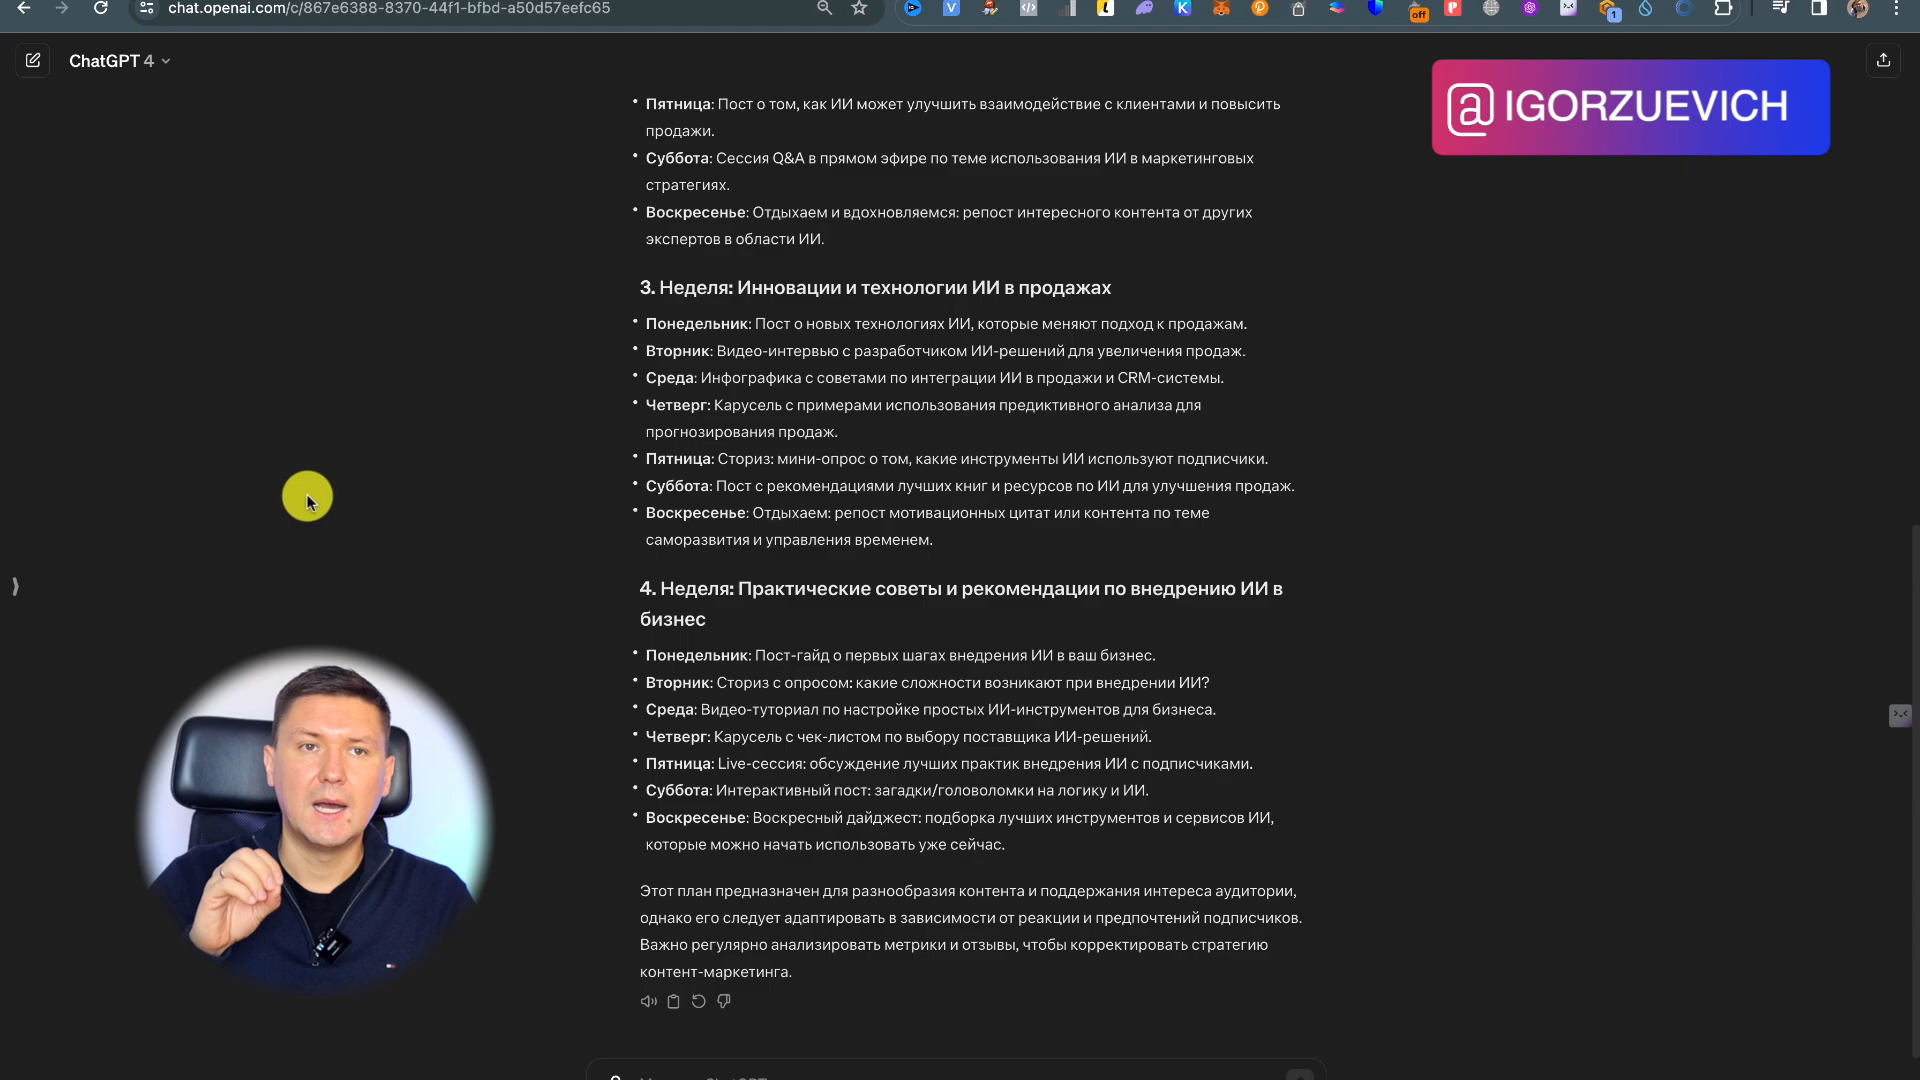 chat.openai.com/c/867e6388-8370-44f1-bfbd-a50d57eefc65
off
1
ChatGPT 4
@IGORZUEVICH
• Пятница: Пост о том, как ИИ может улучшить взаимодействие с клиентами и повысить
продажи.
• Суббота: Сессия Q&A в прямом эфире по теме использования ИИ в маркетинговых
стратегиях.
• Воскресенье: Отдыхаем и вдохновляемся: репост интересного контента от других
экспертов в области ИИ.
3. Неделя: Инновации и технологии ИИ в продажах
• Понедельник: Пост о новых технологиях ИИ, которые меняют подход к продажам.
• Вторник: Видео-интервью с разработчиком ИИ-решений для увеличения продаж.
• Среда: Инфографика с советами по интеграции ИИ в продажи и CRM-системы.
• Четверг: Карусель с примерами использования предиктивного анализа для
прогнозирования продаж.
• Пятница: Сториз: мини-опрос о том, какие инструменты ИИ используют подписчики.
• Суббота: Пост с рекомендациями лучших книг и ресурсов по ИИ для улучшения продаж.
• Воскресенье: Отдыхаем: репост мотивационных цитат или контента по теме
саморазвития и управления временем.
4. Неделя: Практические советы и рекомендации по внедрению ИИ в
бизнес
• Понедельник: Пост-гайд о первых шагах внедрения ИИ в ваш бизнес.
• Вторник: Сториз с опросом: какие сложности возникают при внедрении ИИ?
• Среда: Видео-туториал по настройке простых ИИ-инструментов для бизнеса.
• Четверг: Карусель с чек-листом по выбору поставщика ИИ-решений.
• Пятница: Live-сессия: обсуждение лучших практик внедрения ИИ с подписчиками.
• Суббота: Интерактивный пост: загадки/головоломки на логику и ИИ.
• Воскресенье: Воскресный дайджест: подборка лучших инструментов и сервисов ИИ,
которые можно начать использовать уже сейчас.
Этот план предназначен для разнообразия контента и поддержания интереса аудитории,
однако его следует адаптировать в зависимости от реакции и предпочтений подписчиков.
Важно регулярно анализировать метрики и отзывы, чтобы корректировать стратегию
контент-маркетинга.